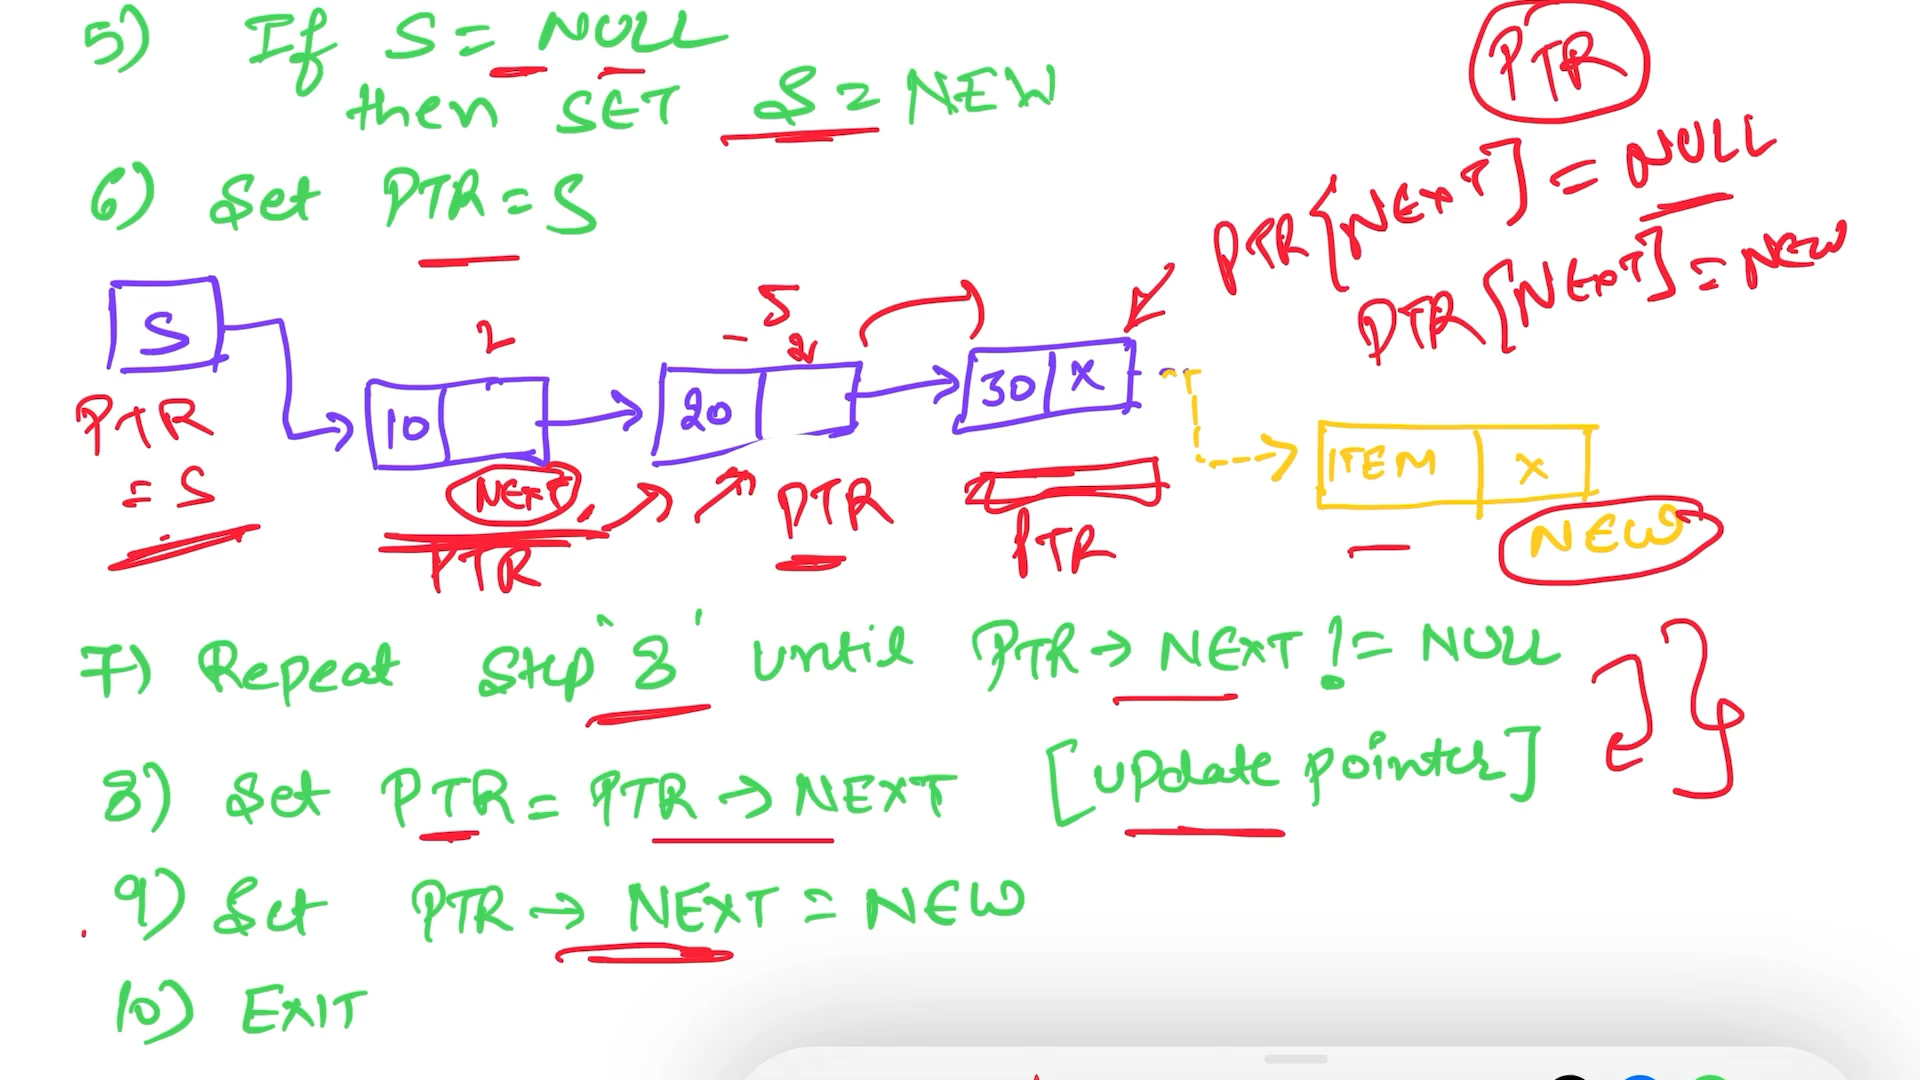 5) If S = NULL
then SET S = NEW
PTR
6) Set PTR = S
PTR[NEXT] = NULL
PTR[NEXT] = NEW
S
2
5
PTR
= S
10
20
30 X
NEXT
PTR
PTR
PTR
ITEM X
NEW
7) Repeat Step '8' until PTR → NEXT != NULL
8) Set PTR = PTR → NEXT [update pointer]
9) Set PTR → NEXT = NEW
10) EXIT